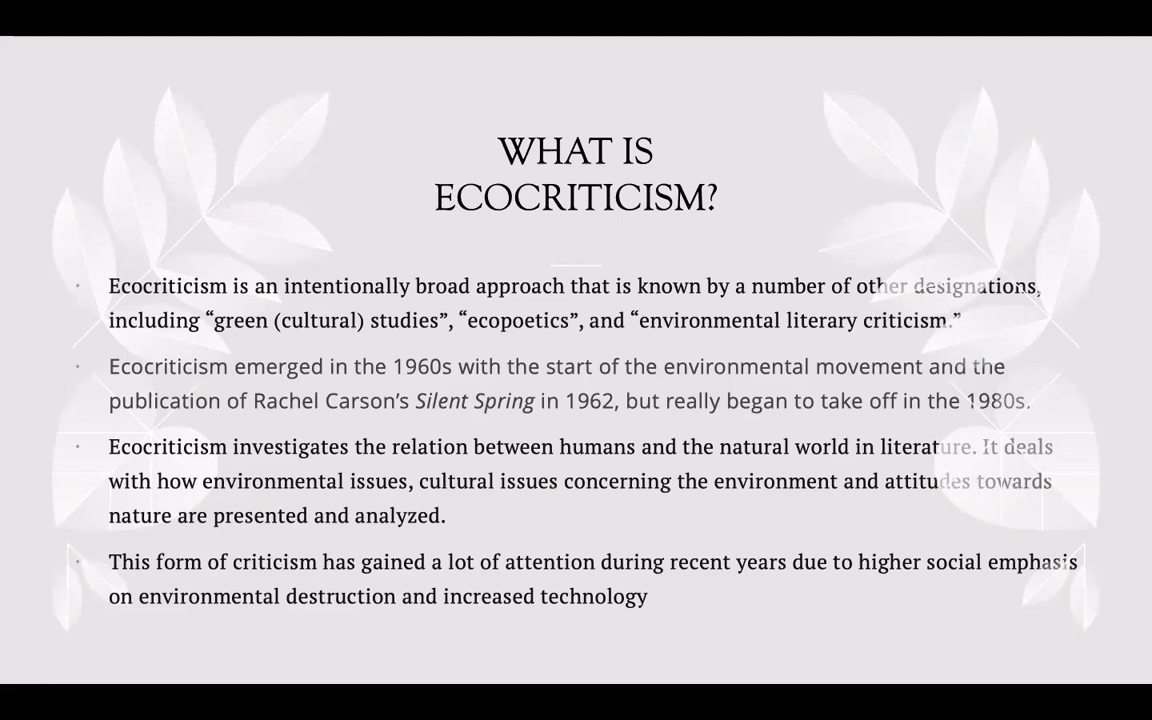 WHAT IS
ECOCRITICISM?
· Ecocriticism is an intentionally broad approach that is known by a number of other designations,
including “green (cultural) studies”, “ecopoetics”, and “environmental literary criticism.”
· Ecocriticism emerged in the 1960s with the start of the environmental movement and the
publication of Rachel Carson’s Silent Spring in 1962, but really began to take off in the 1980s.
· Ecocriticism investigates the relation between humans and the natural world in literature. It deals
with how environmental issues, cultural issues concerning the environment and attitudes towards
nature are presented and analyzed.
· This form of criticism has gained a lot of attention during recent years due to higher social emphasis
on environmental destruction and increased technology